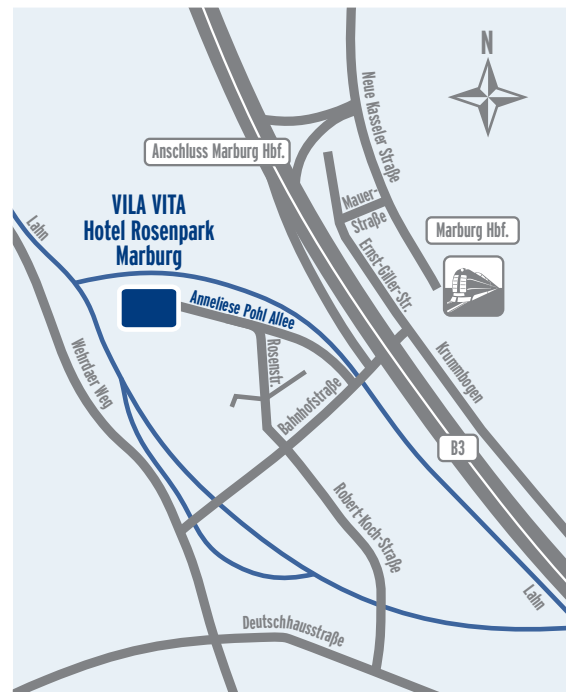 N
Neue Kasseler Straße
Anschluss Marburg Hbf.
Mauer-
Straße
Lahn
VILA VITA
Hotel Rosenpark
Marburg
Marburg Hbf.
Anneliese Pohl Allee
Ernst-Giller-Str.
Wehrdaer Weg
Rosenstr.
Bahnhofstraße
Krummbogen
B3
Robert-Koch-Straße
Lahn
Deutschhausstraße